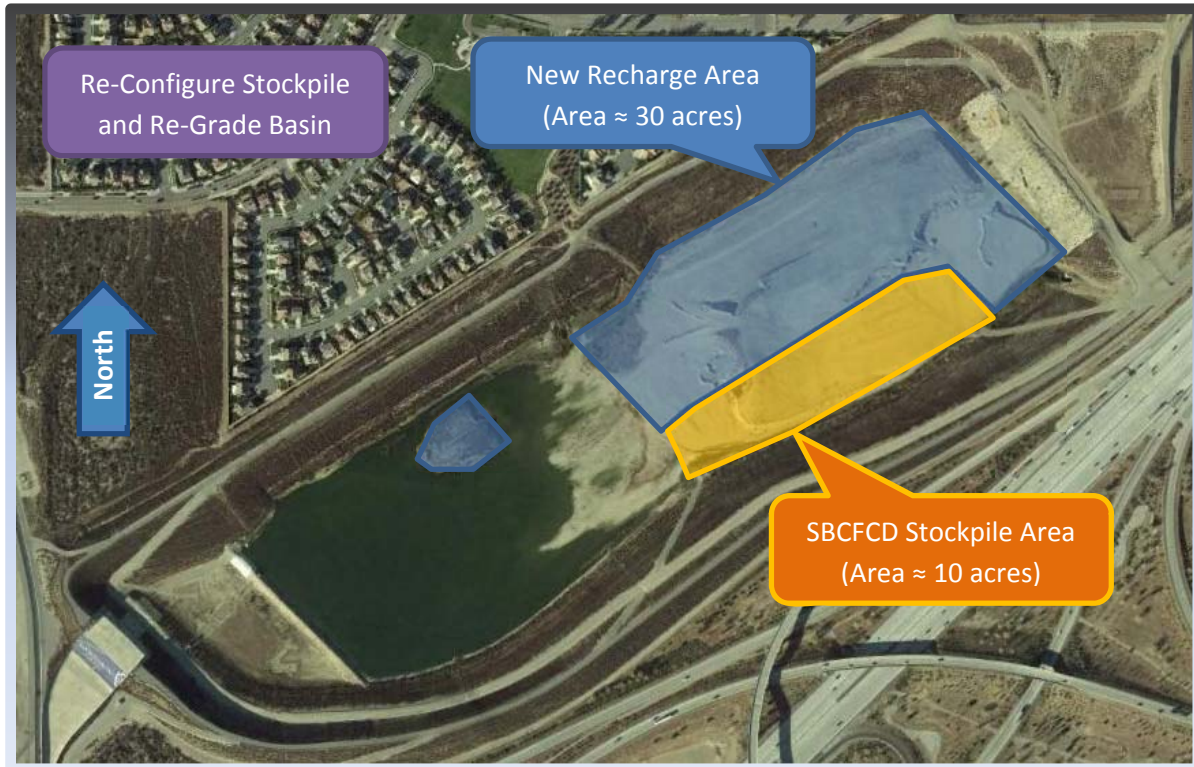 Re-Configure Stockpile
and Re-Grade Basin
New Recharge Area
(Area ≈ 30 acres)
North
SBCFCD Stockpile Area
(Area ≈ 10 acres)